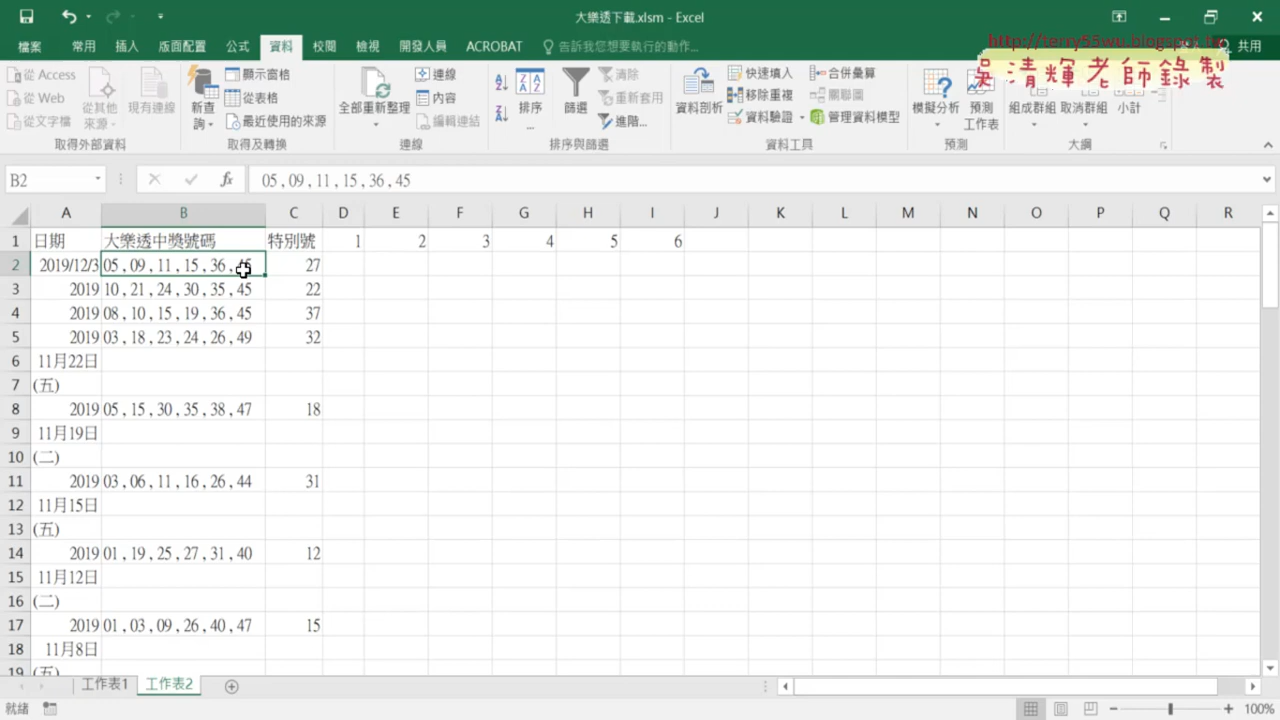 大樂透下載.xlsm - Excel
http://terry55wu.blogspot.tw
吳清輝老師錄製
檔案 常用 插入 版面配置 公式 資料 校閱 檢視 開發人員 ACROBAT 告訴我您想要執行的動作... 共用
從 Access
從 Web
從文字檔
從其他來源
現有連線
取得外部資料
新查詢
顯示窗格
從表格
最近使用的來源
取得及轉換
全部重新整理
連線
內容
編輯連結
連線
排序...
篩選
清除
重新套用
進階...
排序與篩選
資料剖析
快速填入
移除重複
資料驗證
合併彙算
關聯圖
管理資料模型
資料工具
模擬分析
預測工作表
預測
組成群組
取消群組
小計
大綱
B2 fx 05 , 09 , 11 , 15 , 36 , 45
A B C D E F G H I J K L M N O P Q R
1 日期 大樂透中獎號碼 特別號 1 2 3 4 5 6
2 2019/12/3 05 , 09 , 11 , 15 , 36 , 45 27
3 2019 10 , 21 , 24 , 30 , 35 , 45 22
4 2019 08 , 10 , 15 , 19 , 36 , 45 37
5 2019 03 , 18 , 23 , 24 , 26 , 49 32
6 11月22日
7 (五)
8 2019 05 , 15 , 30 , 35 , 38 , 47 18
9 11月19日
10 (二)
11 2019 03 , 06 , 11 , 16 , 26 , 44 31
12 11月15日
13 (五)
14 2019 01 , 19 , 25 , 27 , 31 , 40 12
15 11月12日
16 (二)
17 2019 01 , 03 , 09 , 26 , 40 , 47 15
18 11月8日
19 (五)
工作表1 工作表2
就緒 100%